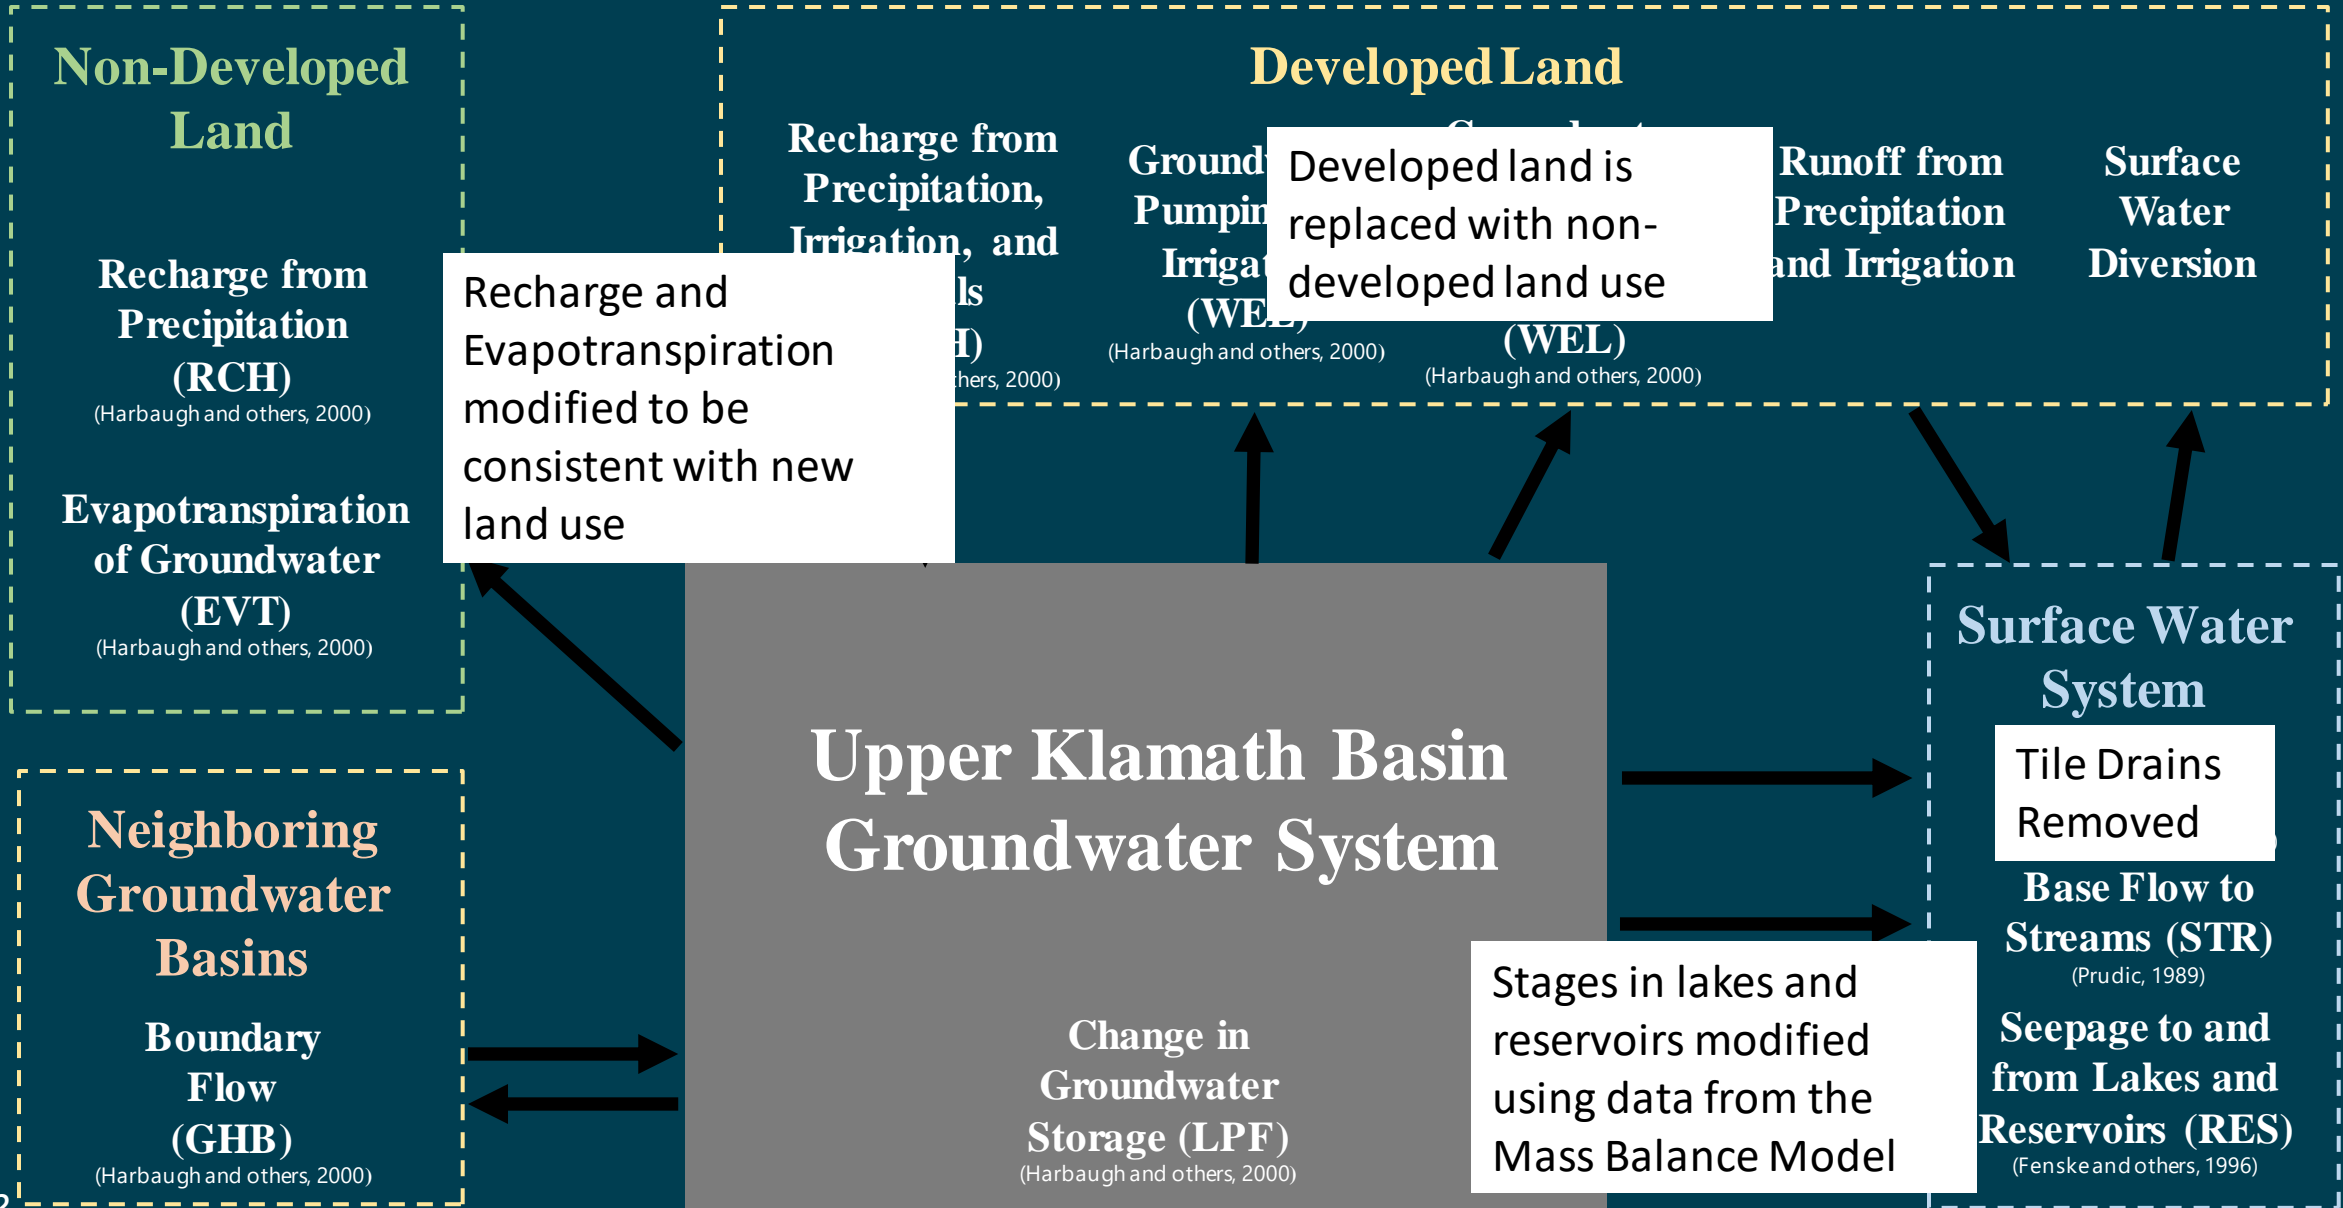 Non-Developed
Land
Recharge from
Precipitation
(RCH)
(Harbaugh and others, 2000)
Evapotranspiration
of Groundwater
(EVT)
(Harbaugh and others, 2000)
Developed Land
Recharge from
Precipitation,
Irrigation, and
(WEL)
(Harbaugh and others, 2000)
(WEL)
(Harbaugh and others, 2000)
Runoff from
Precipitation
and Irrigation
Surface
Water
Diversion
Recharge and
Evapotranspiration
modified to be
consistent with new
land use
Developed land is
replaced with non-
developed land use
Neighboring
Groundwater
Basins
Boundary
Flow
(GHB)
(Harbaugh and others, 2000)
Upper Klamath Basin
Groundwater System
Change in
Groundwater
Storage (LPF)
(Harbaugh and others, 2000)
Surface Water
System
Tile Drains
Removed
Base Flow to
Streams (STR)
(Prudic, 1989)
Seepage to and
from Lakes and
Reservoirs (RES)
(Fenske and others, 1996)
Stages in lakes and
reservoirs modified
using data from the
Mass Balance Model